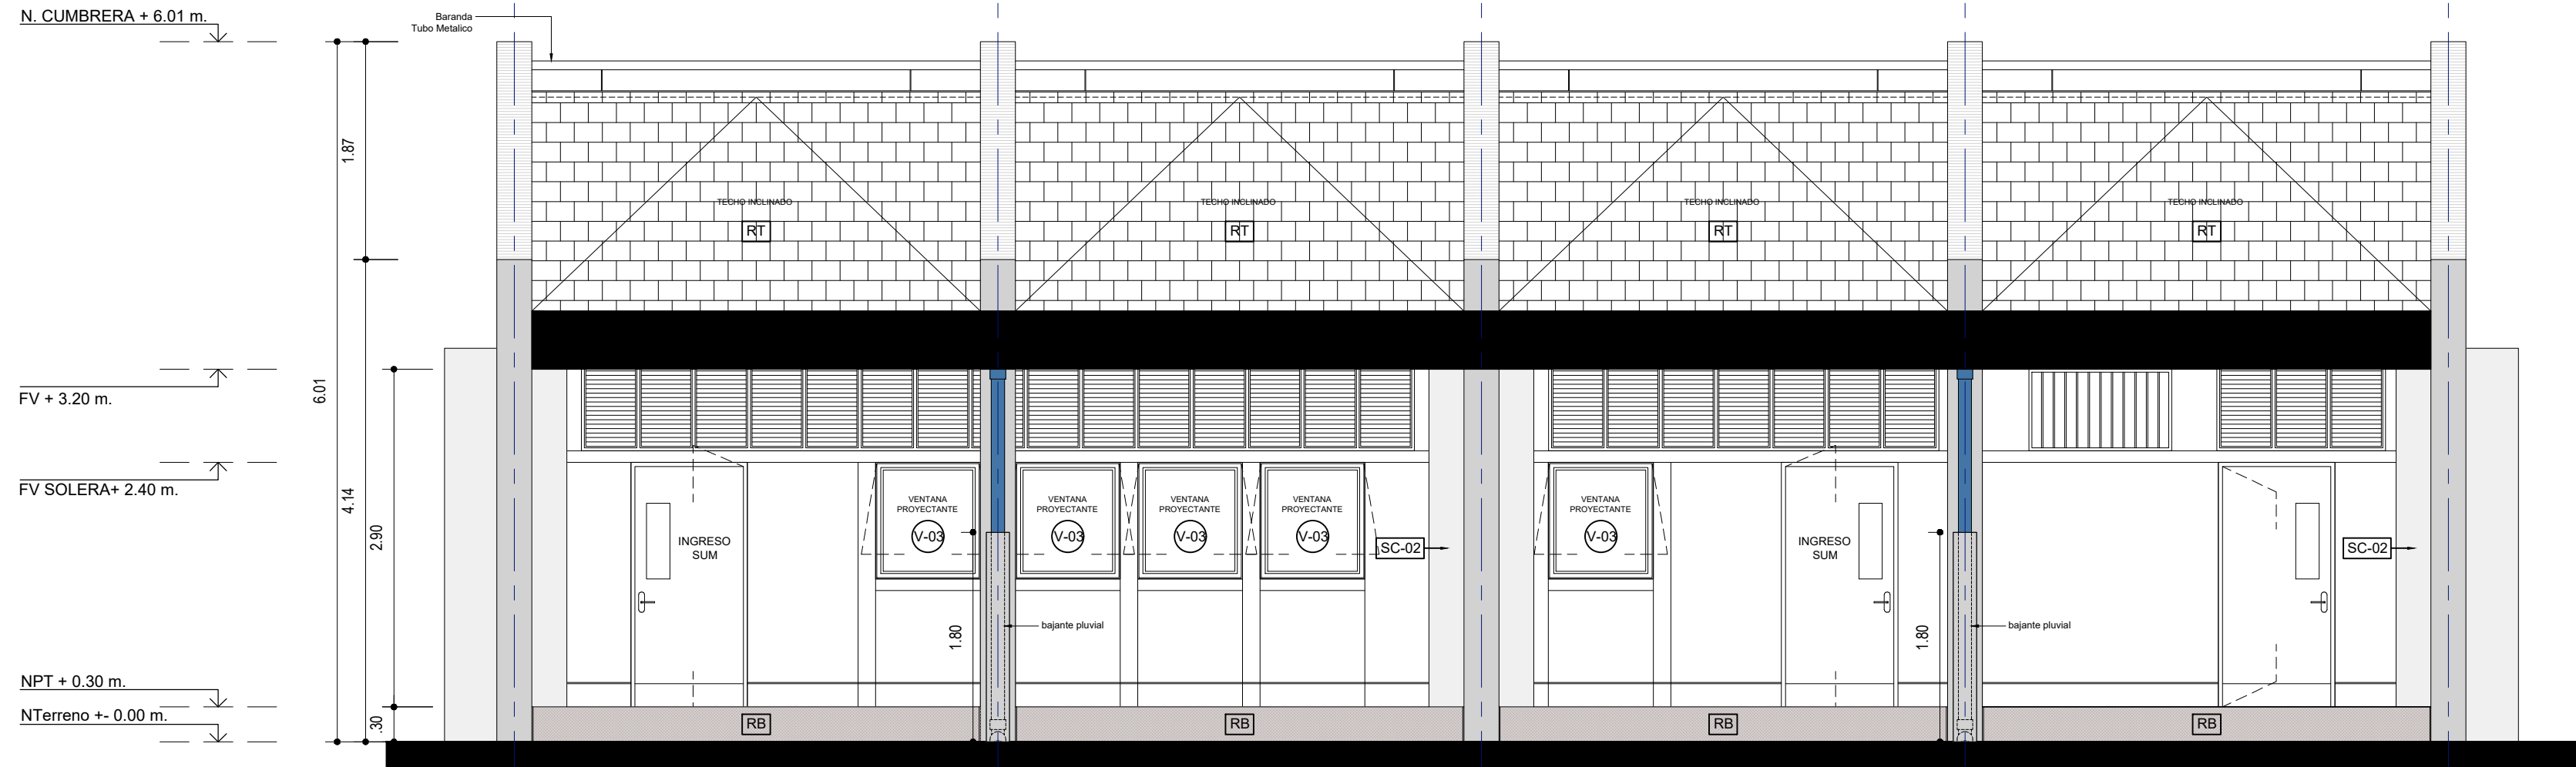 N. CUMBRERA + 6.01 m.
Baranda
Tubo Metalico
1.87
TECHO INCLINADO
RT
TECHO INCLINADO
RT
TECHO INCLINADO
RT
TECHO INCLINADO
RT
6.01
4.14
2.90
FV + 3.20 m.
FV SOLERA+ 2.40 m.
INGRESO
SUM
VENTANA
PROYECTANTE
V-03
VENTANA
PROYECTANTE
V-03
VENTANA
PROYECTANTE
V-03
VENTANA
PROYECTANTE
V-03
SC-02
VENTANA
PROYECTANTE
V-03
INGRESO
SUM
SC-02
1.80
bajante pluvial
1.80
bajante pluvial
NPT + 0.30 m.
NTerreno +- 0.00 m.
.30
RB
RB
RB
RB